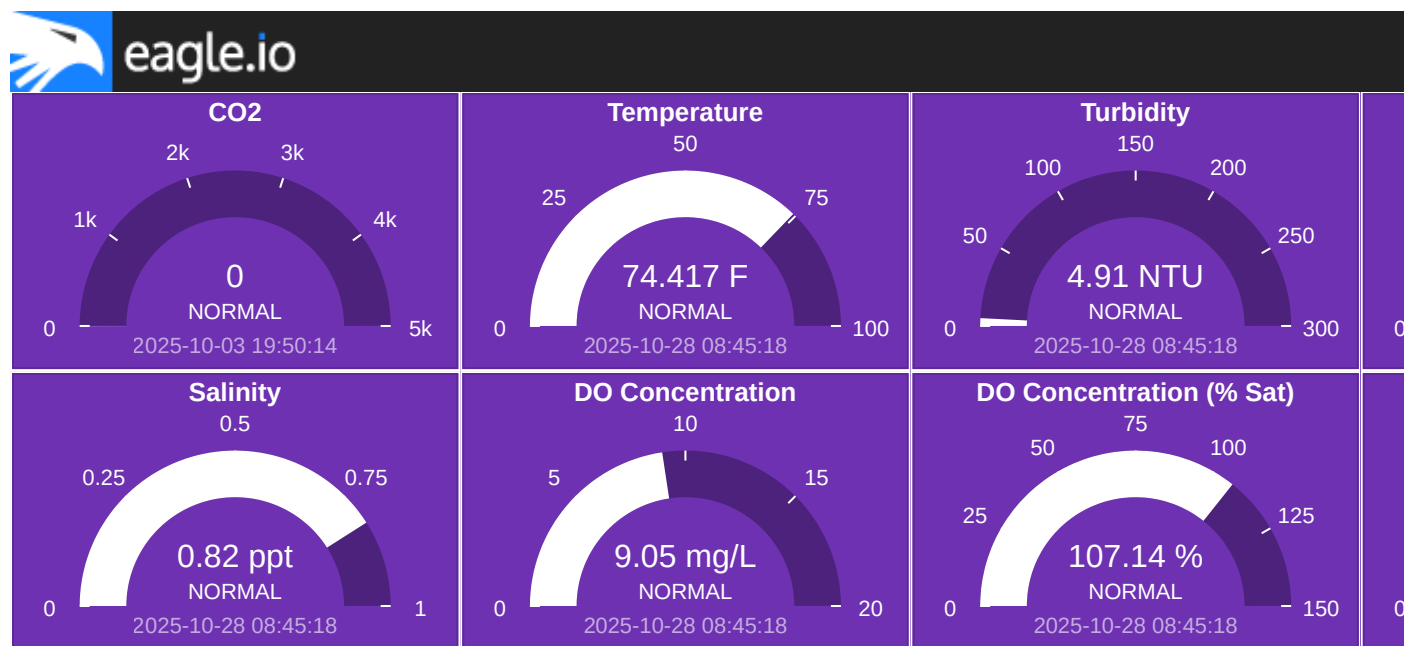 eagle.io
CO2
2k
3k
1k
4k
0
NORMAL
0
5k
2025-10-03 19:50:14
Temperature
50
25
75
74.417 F
NORMAL
0
100
2025-10-28 08:45:18
Turbidity
150
100
200
50
250
4.91 NTU
NORMAL
0
300
2025-10-28 08:45:18
0
Salinity
0.5
0.25
0.75
0.82 ppt
NORMAL
0
1
2025-10-28 08:45:18
DO Concentration
10
5
15
9.05 mg/L
NORMAL
0
20
2025-10-28 08:45:18
DO Concentration (% Sat)
75
50
100
25
125
107.14 %
NORMAL
0
150
2025-10-28 08:45:18
0